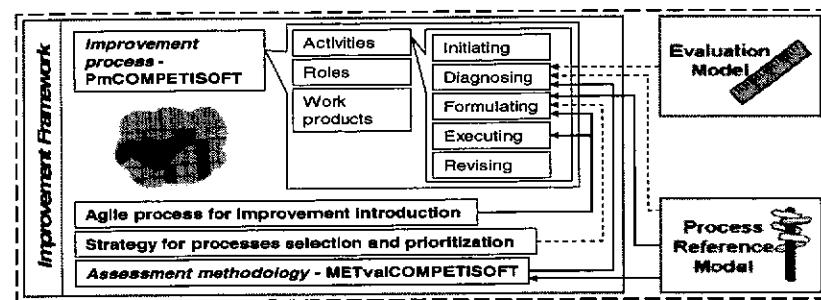 Improvement Framework
Improvement
process -
PmCOMPETISOFT
Activities
Roles
Work
products
Initiating
Diagnosing
Formulating
Executing
Revising
Agile process for improvement introduction
Strategy for processes selection and prioritization
Assessment methodology - METvalCOMPETISOFT
Evaluation
Model
Process
Reference
Model